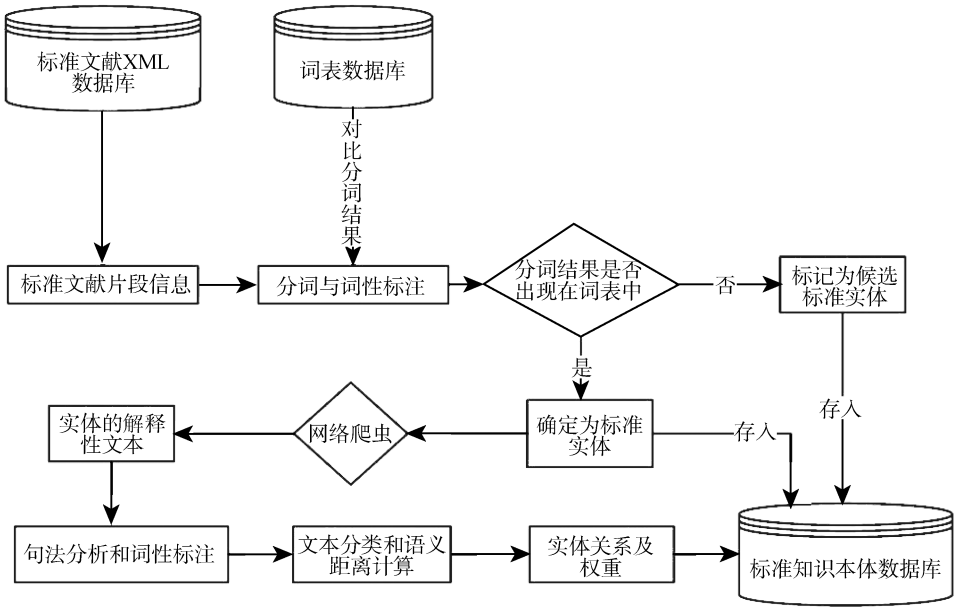 标准文献XML
数据库
词表数据库
对比分词结果
标准文献片段信息
分词与词性标注
分词结果是否
出现在词表中
否
标记为候选
标准实体
是
存入
实体的解释
性文本
网络爬虫
确定为标准
实体
存入
句法分析和词性标注
文本分类和语义
距离计算
实体关系及
权重
标准知识本体数据库